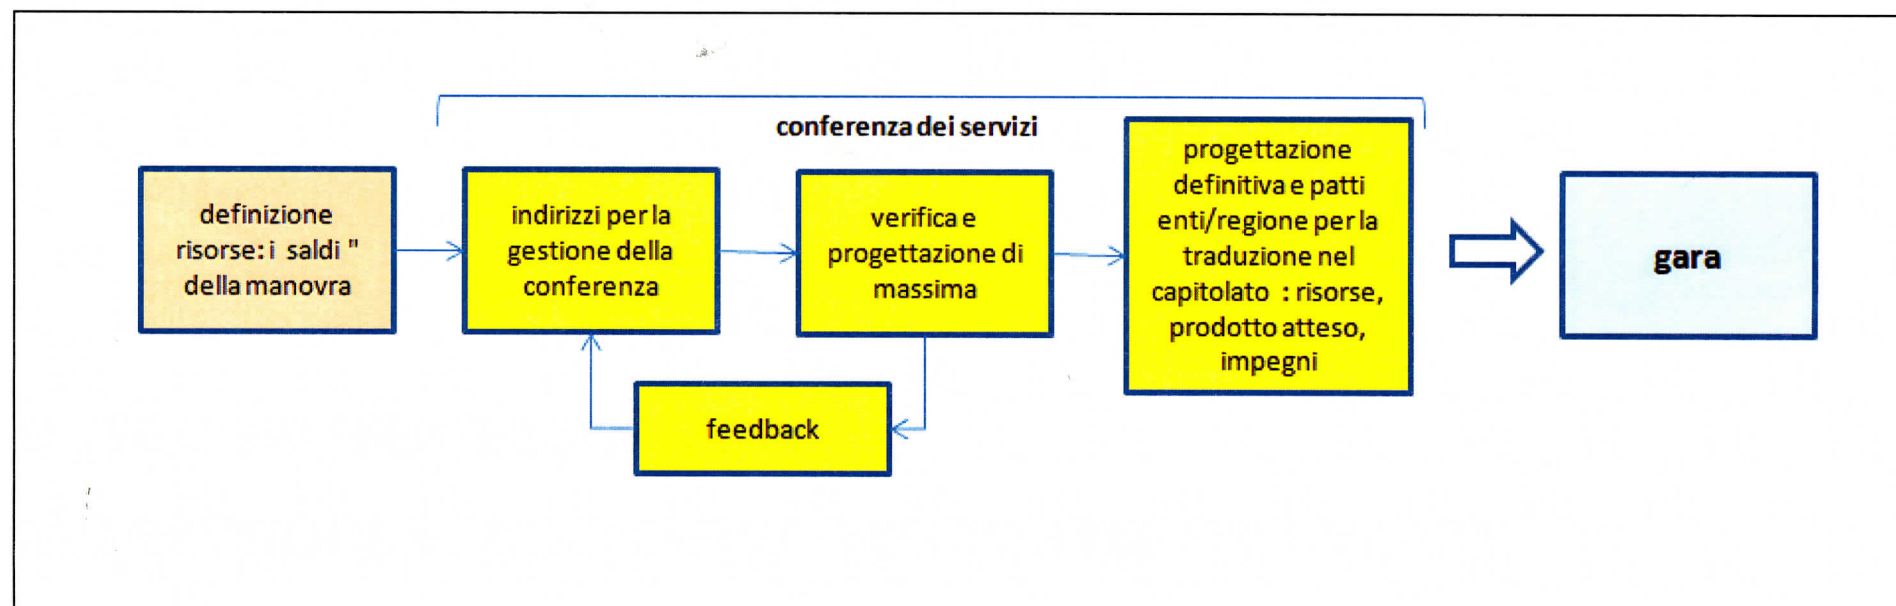 conferenza dei servizi
definizione
risorse: i saldi "
della manovra
indirizzi per la
gestione della
conferenza
verifica e
progettazione di
massima
progettazione
definitiva e patti
enti/regione per la
traduzione nel
capitolato : risorse,
prodotto atteso,
impegni
gara
feedback